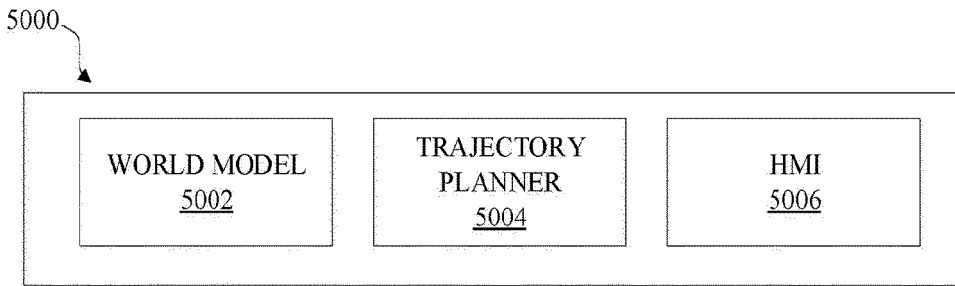 5000
WORLD MODEL
5002
TRAJECTORY
PLANNER
5004
HMI
5006